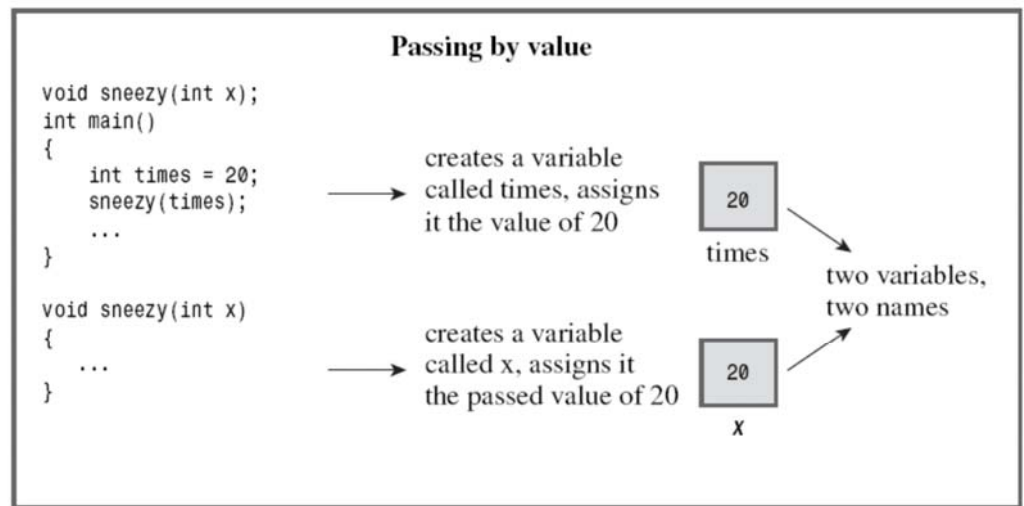 Passing by value
void sneezy(int x);
int main()
{
int times = 20;
sneezy(times);
...
}
creates a variable
called times, assigns
it the value of 20
20
times
void sneezy(int x)
{
...
}
creates a variable
called x, assigns it
the passed value of 20
20
x
two variables,
two names